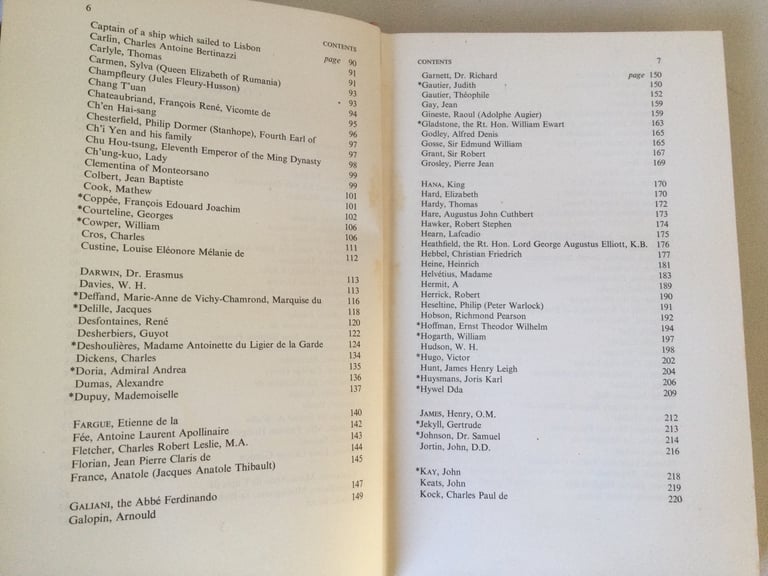 6
CONTENTS
Captain of a ship which sailed to Lisbon page 90
Carlin, Charles Antoine Bertinazzi 91
Carlyle, Thomas 91
Carmen, Sylva (Queen Elizabeth of Rumania) 93
Champfleury (Jules Fleury-Husson) 93
Chang T'uan 94
Chateaubriand, François René, Vicomte de 95
Ch'en Hai-sang 96
Chesterfield, Philip Dormer (Stanhope), Fourth Earl of 97
Ch'i Yen and his family 97
Chu Hou-tsung, Eleventh Emperor of the Ming Dynasty 98
Ch'ung-kuo, Lady 99
Clementina of Monteorsano 99
Colbert, Jean Baptiste 101
Cook, Mathew 101
*Coppée, François Edouard Joachim 102
*Courteline, Georges 106
*Cowper, William 106
Cros, Charles 111
Custine, Louise Eléonore Mélanie de 112
DARWIN, Dr. Erasmus 113
Davies, W. H. 113
*Deffand, Marie-Anne de Vichy-Chamrond, Marquise du 116
*Delille, Jacques 118
Desfontaines, René 120
Desherbiers, Guyot 122
*Deshoulières, Madame Antoinette du Ligier de la Garde 124
Dickens, Charles 134
*Doria, Admiral Andrea 135
Dumas, Alexandre 136
*Dupuy, Mademoiselle 137
FARGUE, Etienne de la 140
Fée, Antoine Laurent Apollinaire 142
Fletcher, Charles Robert Leslie, M.A. 143
Florian, Jean Pierre Claris de 144
France, Anatole (Jacques Anatole Thibault) 145
GALIANI, the Abbé Ferdinando 147
Galopin, Arnould 149
CONTENTS 7
Garnett, Dr. Richard page 150
*Gautier, Judith 150
Gautier, Théophile 152
Gay, Jean 159
Gineste, Raoul (Adolphe Augier) 159
*Gladstone, the Rt. Hon. William Ewart 163
Godley, Alfred Denis 165
Gosse, Sir Edmund William 165
Grant, Sir Robert 167
Grosley, Pierre Jean 169
HANA, King 170
Hard, Elizabeth 170
Hardy, Thomas 172
Hare, Augustus John Cuthbert 173
Hawker, Robert Stephen 174
Hearn, Lafcadio 175
Heathfield, the Rt. Hon. Lord George Augustus Elliott, K.B. 176
Hebbel, Christian Friedrich 177
Heine, Heinrich 181
Helvétius, Madame 183
Hermit, A 189
Herrick, Robert 190
Heseltine, Philip (Peter Warlock) 191
Hobson, Richmond Pearson 192
*Hoffman, Ernst Theodor Wilhelm 194
*Hogarth, William 197
Hudson, W. H. 198
*Hugo, Victor 202
Hunt, James Henry Leigh 204
*Huysmans, Joris Karl 206
*Hywel Dda 209
JAMES, Henry, O.M. 212
*Jekyll, Gertrude 213
*Johnson, Dr. Samuel 214
Jortin, John, D.D. 216
*KAY, John 218
Keats, John 219
Kock, Charles Paul de 220